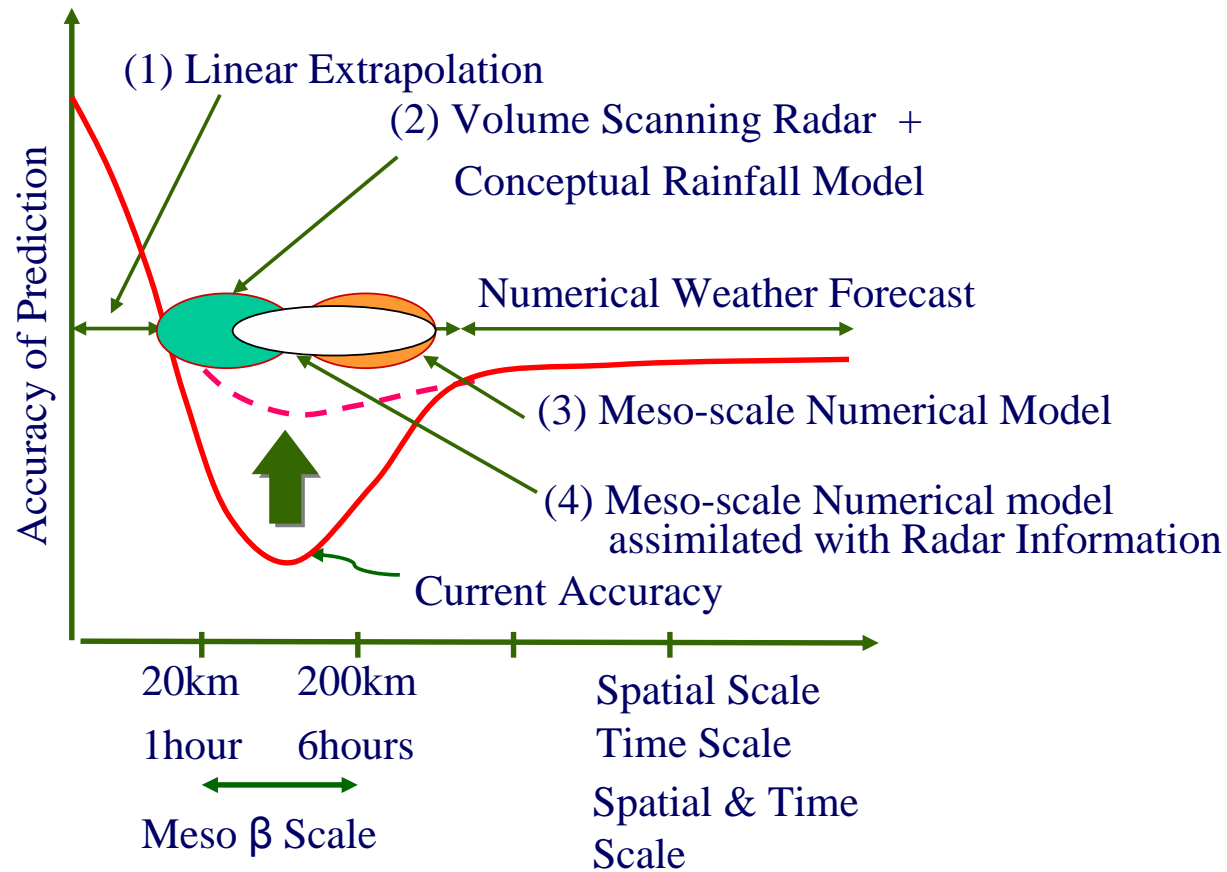 (1) Linear Extrapolation
(2) Volume Scanning Radar +
Conceptual Rainfall Model
Accuracy of Prediction
Numerical Weather Forecast
(3) Meso-scale Numerical Model
(4) Meso-scale Numerical model
assimilated with Radar Information
Current Accuracy
20km 200km
1hour 6hours
Meso β Scale
Spatial Scale
Time Scale
Spatial & Time
Scale